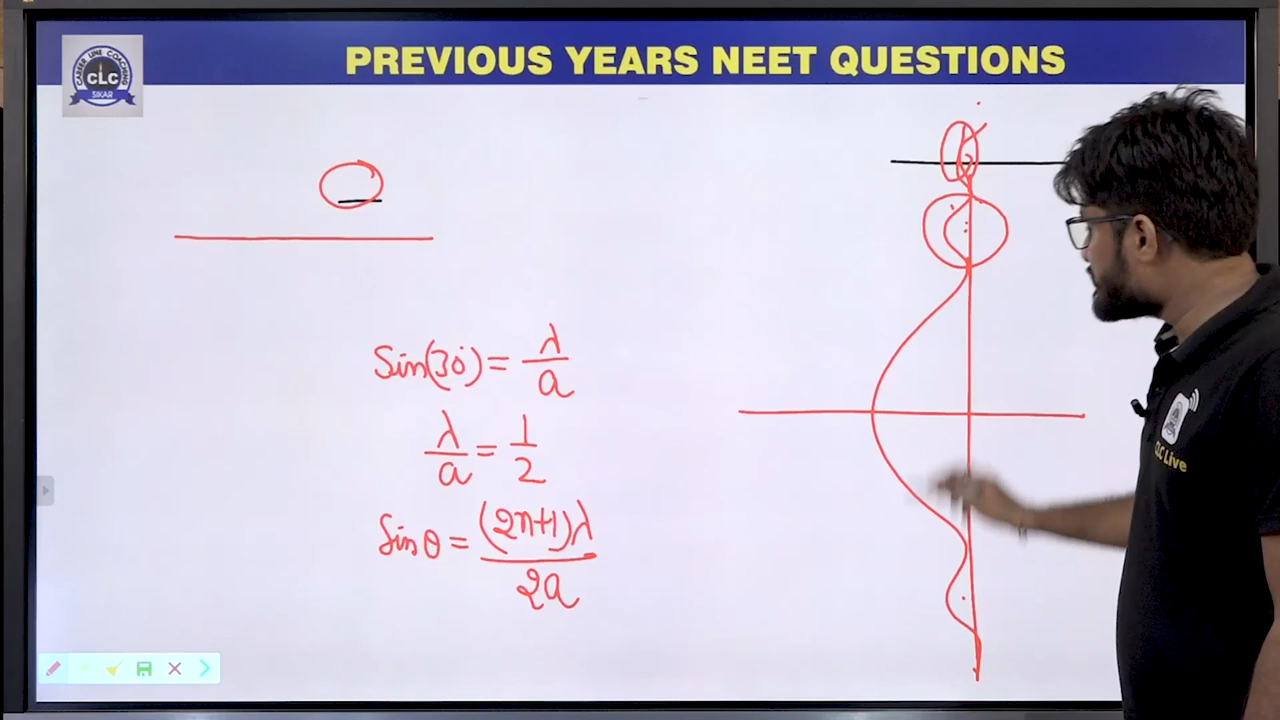 PREVIOUS YEARS NEET QUESTIONS
CAREER LINE COACHING
CLC
SIKAR
Sin(30°) = λ/a
λ/a = 1/2
Sin θ = (2n+1)λ/2a
CLC Live